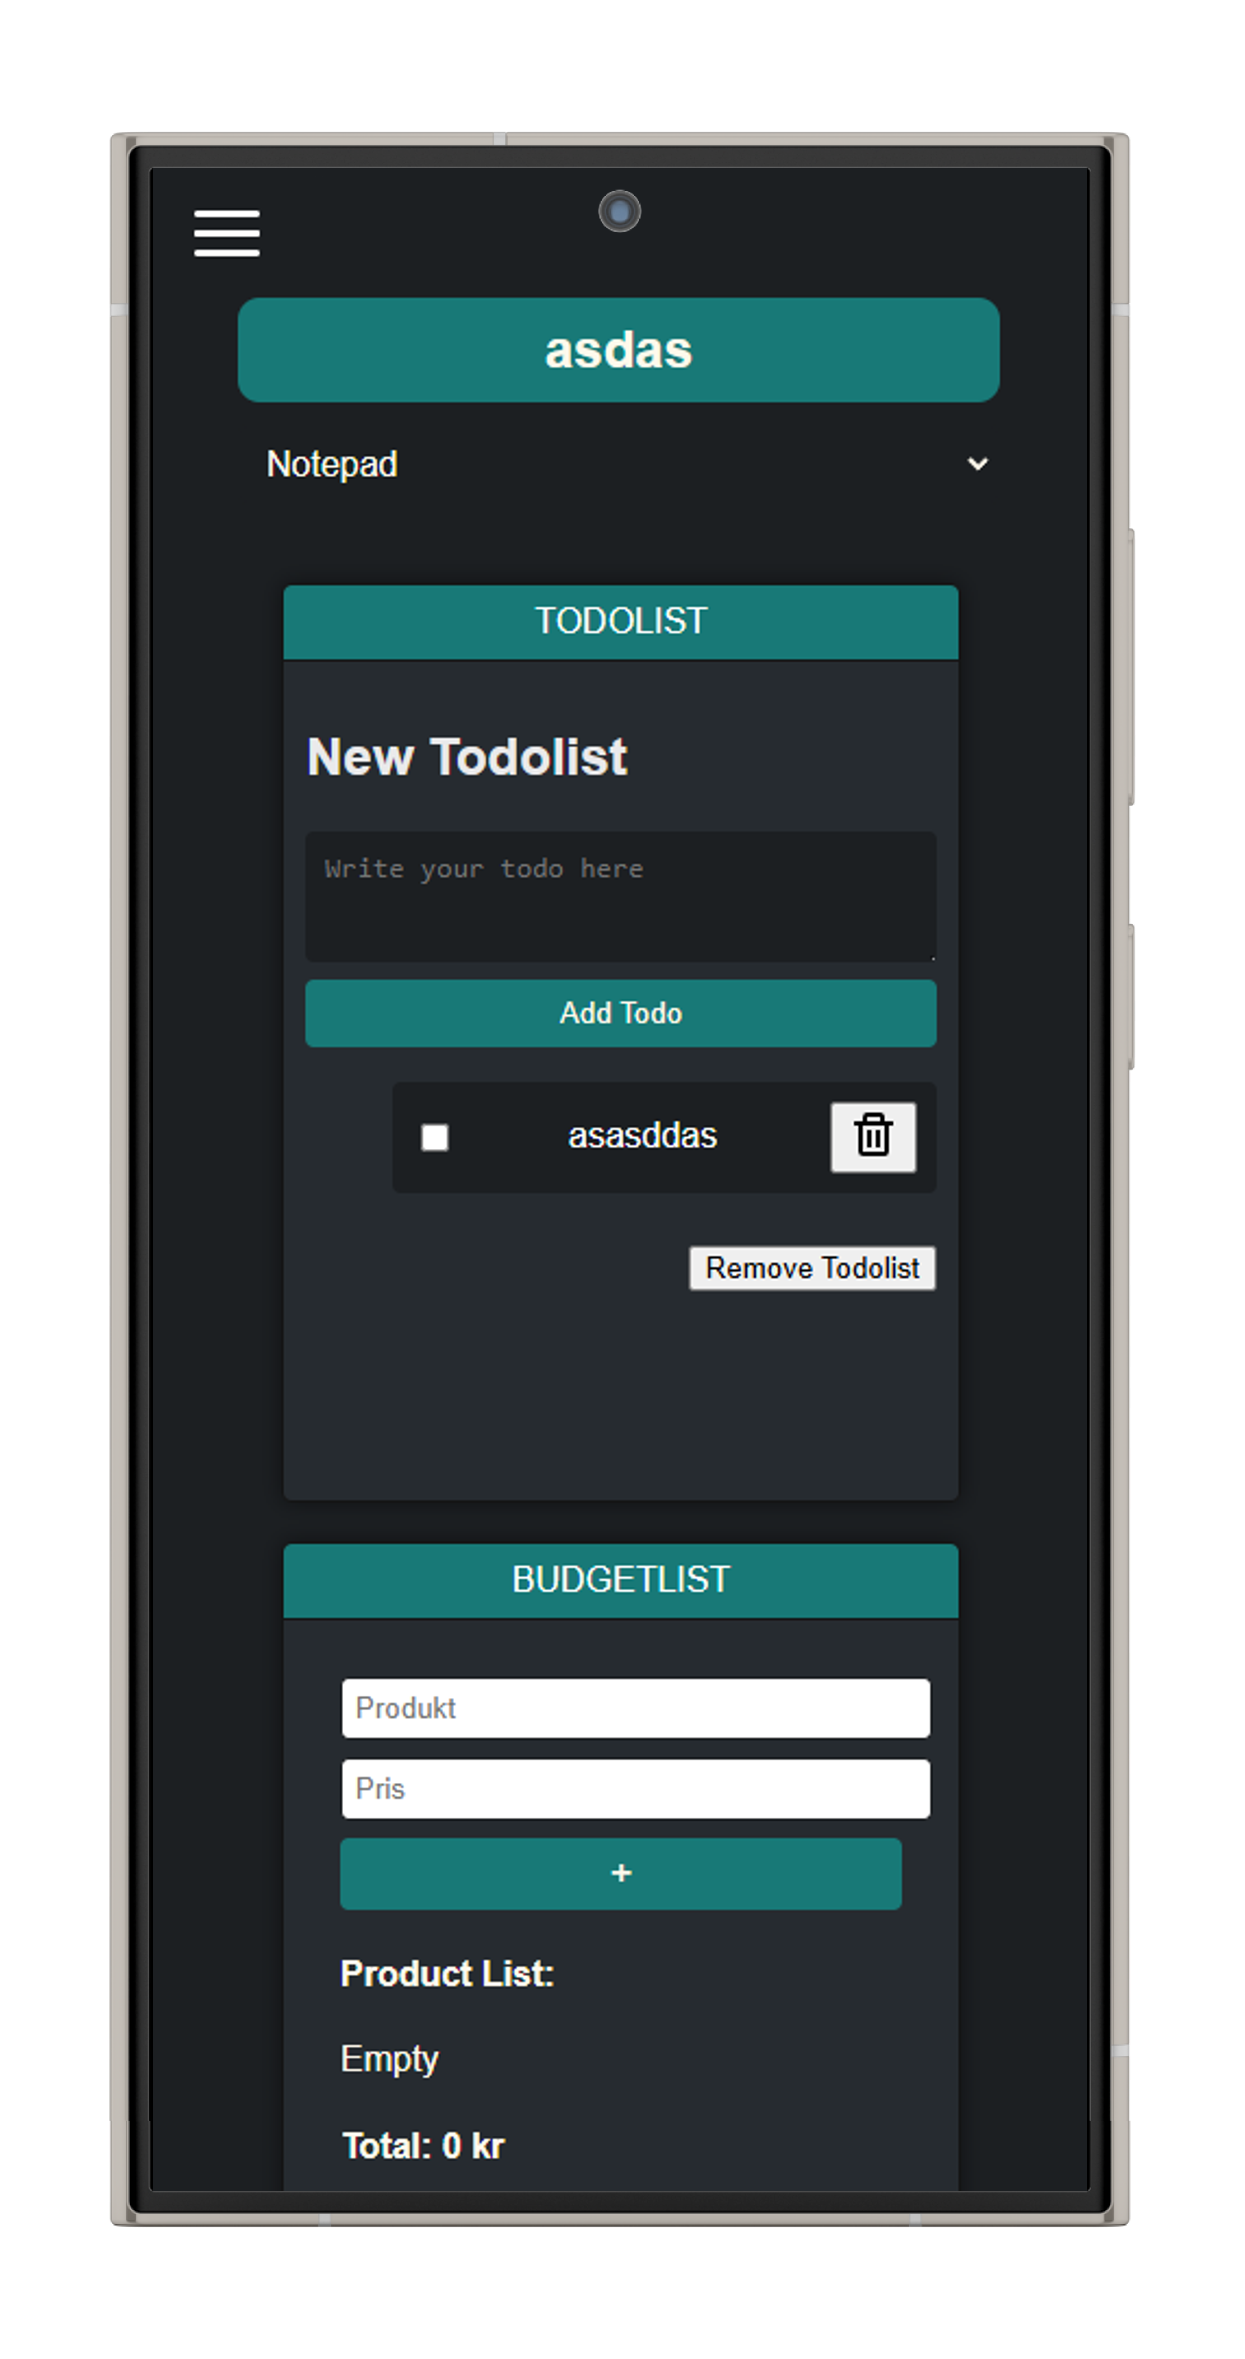 asdas
Notepad
TODOLIST
New Todolist
Write your todo here
Add Todo
asasddas
Remove Todolist
BUDGETLIST
Produkt
Pris
+
Product List:
Empty
Total: 0 kr